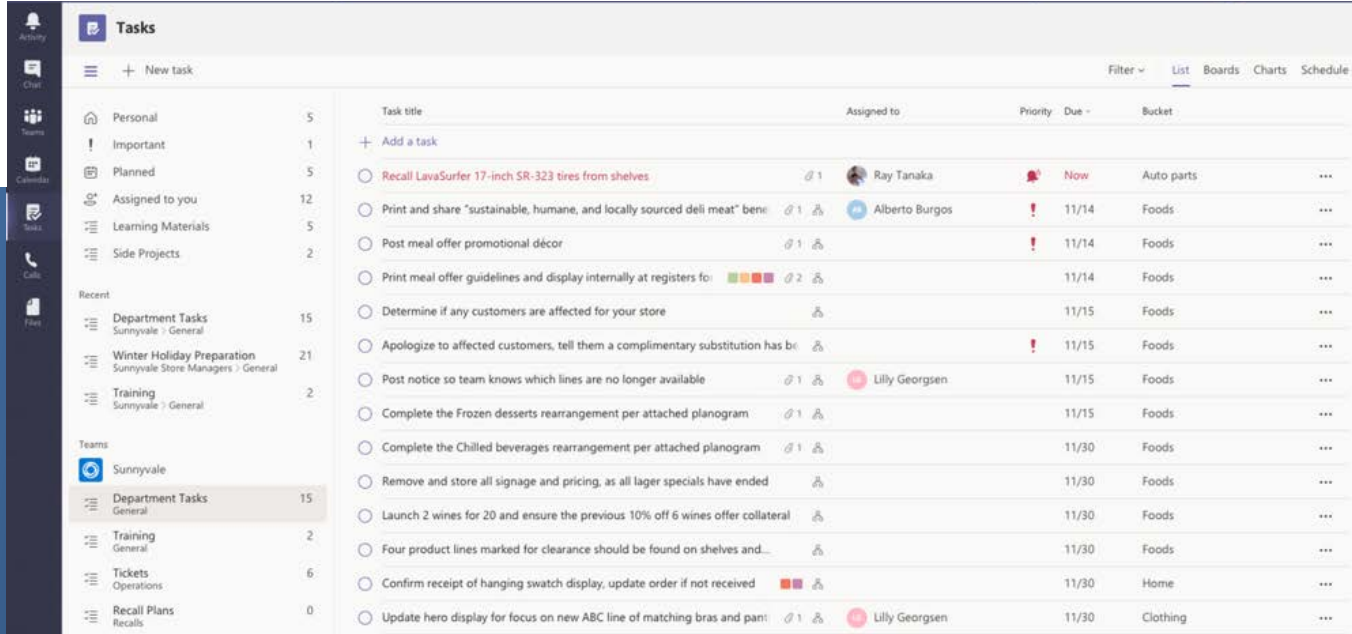 Activity
Chat
Teams
Calendar
Tasks
Calls
Files
Tasks
New task
Filter
List Boards Charts Schedule
Personal 5
Important 1
Planned 5
Assigned to you 12
Learning Materials 5
Side Projects 2
Recent
Department Tasks 15
Sunnyvale > General
Winter Holiday Preparation 21
Sunnyvale Store Managers > General
Training 2
Sunnyvale > General
Teams
Sunnyvale
Department Tasks 15
General
Training 2
General
Tickets 6
Operations
Recall Plans 0
Recalls
Task title Assigned to Priority Due Bucket
+ Add a task
Recall LavaSurfer 17-inch SR-323 tires from shelves 1 Ray Tanaka Now Auto parts ...
Print and share "sustainable, humane, and locally sourced deli meat" bene 1 Alberto Burgos 11/14 Foods ...
Post meal offer promotional décor 1 11/14 Foods ...
Print meal offer guidelines and display internally at registers fo 2 11/14 Foods ...
Determine if any customers are affected for your store 11/15 Foods ...
Apologize to affected customers, tell them a complimentary substitution has be 11/15 Foods ...
Post notice so team knows which lines are no longer available 1 Lilly Georgsen 11/15 Foods ...
Complete the Frozen desserts rearrangement per attached planogram 1 11/15 Foods ...
Complete the Chilled beverages rearrangement per attached planogram 1 11/30 Foods ...
Remove and store all signage and pricing, as all lager specials have ended 11/30 Foods ...
Launch 2 wines for 20 and ensure the previous 10% off 6 wines offer collateral 11/30 Foods ...
Four product lines marked for clearance should be found on shelves and... 11/30 Foods ...
Confirm receipt of hanging swatch display, update order if not received 11/30 Home ...
Update hero display for focus on new ABC line of matching bras and pant 1 Lilly Georgsen 11/30 Clothing ...